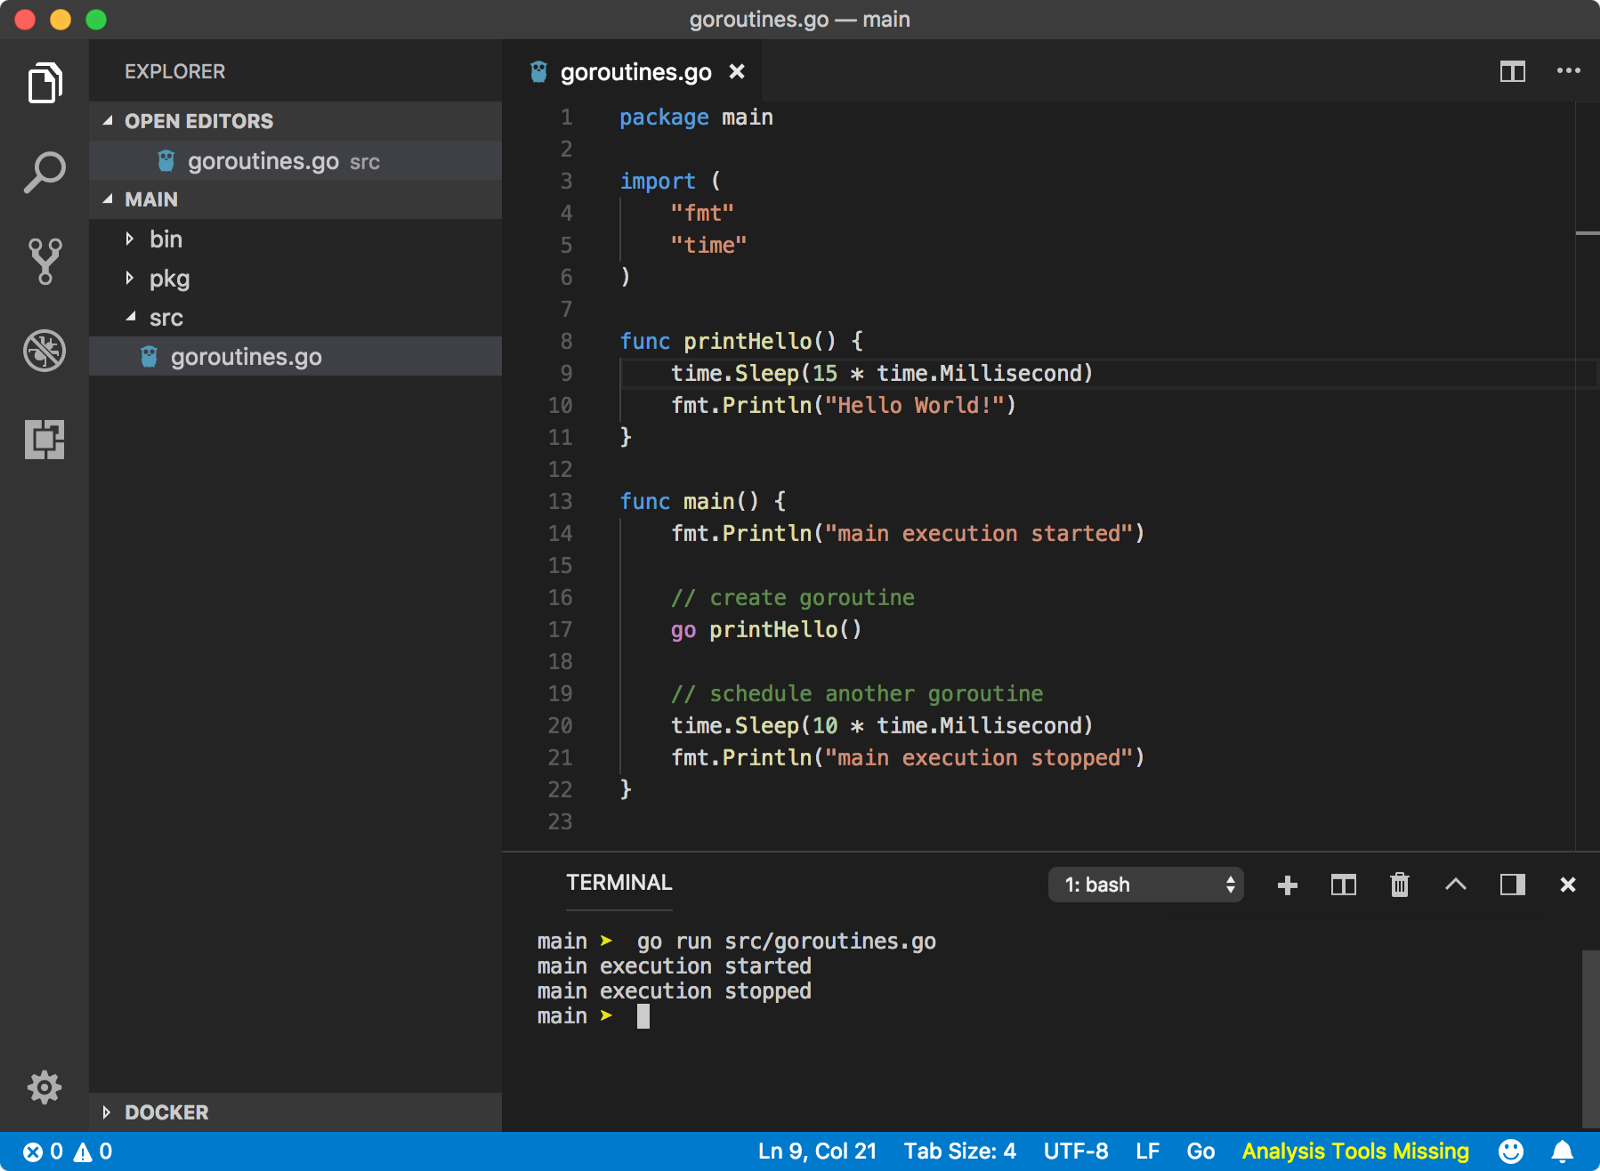 goroutines.go — main
EXPLORER
OPEN EDITORS
goroutines.go src
MAIN
bin
pkg
src
goroutines.go
DOCKER
goroutines.go ×
1 package main
2
3 import (
4 "fmt"
5 "time"
6 )
7
8 func printHello() {
9 time.Sleep(15 * time.Millisecond)
10 fmt.Println("Hello World!")
11 }
12
13 func main() {
14 fmt.Println("main execution started")
15
16 // create goroutine
17 go printHello()
18
19 // schedule another goroutine
20 time.Sleep(10 * time.Millisecond)
21 fmt.Println("main execution stopped")
22 }
23
TERMINAL
1: bash
main ➤ go run src/goroutines.go
main execution started
main execution stopped
main ➤
0 0
Ln 9, Col 21 Tab Size: 4 UTF-8 LF Go Analysis Tools Missing